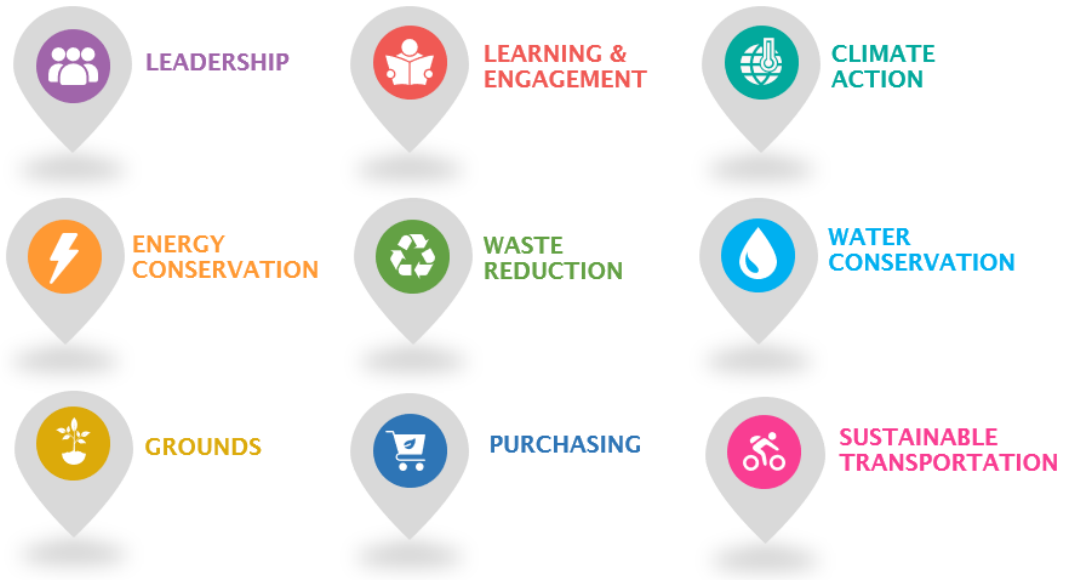 LEADERSHIP
LEARNING &
ENGAGEMENT
CLIMATE
ACTION
ENERGY
CONSERVATION
WASTE
REDUCTION
WATER
CONSERVATION
GROUNDS
PURCHASING
SUSTAINABLE
TRANSPORTATION